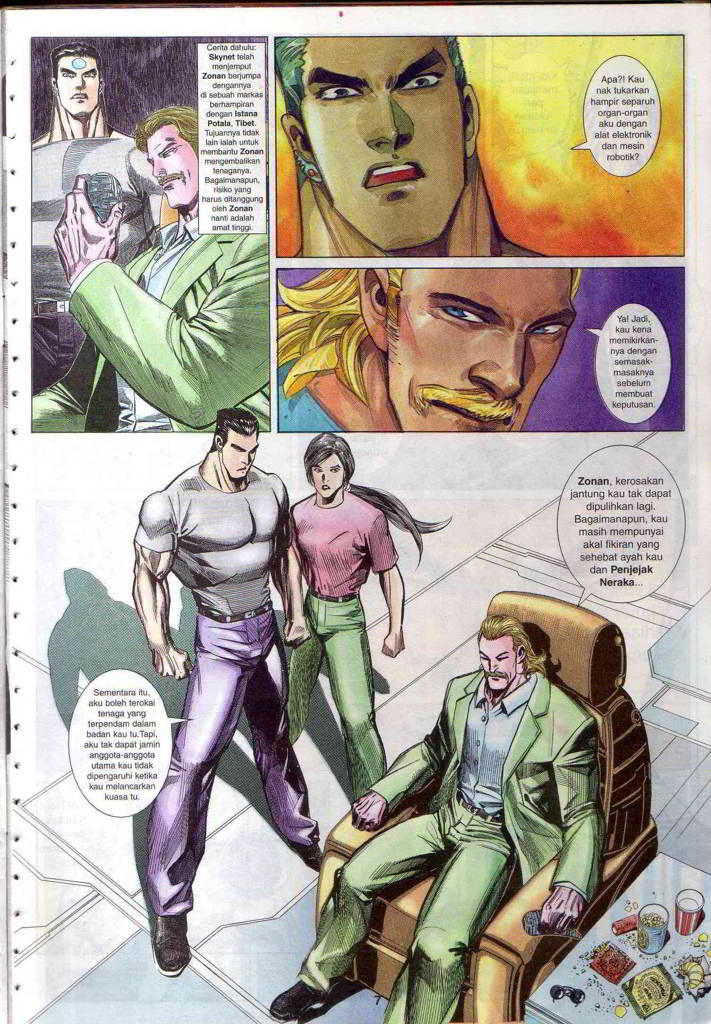 Cerita dahulu:
Skynet telah
menjemput
Zonan berjumpa
dengannya
di sebuah markas
berhampiran
dengan Istana
Potala, Tibet.
Tujuannya tidak
lain ialah untuk
membantu Zonan
mengembalikan
tenaganya.
Bagaimanapun,
risiko yang
harus ditanggung
oleh Zonan
nanti adalah
amat tinggi.
Apa?! Kau
nak tukarkan
hampir separuh
organ-organ
aku dengan
alat elektronik
dan mesin
robotik?
Ya! Jadi,
kau kena
memikirkan-
nya dengan
semasak-
masaknya
sebelum
membuat
keputusan.
Zonan, kerosakan
jantung kau tak dapat
dipulihkan lagi.
Bagaimanapun, kau
masih mempunyai
akal fikiran yang
sehebat ayah kau
dan Penjejak
Neraka...
Sementara itu,
aku boleh terokai
tenaga yang
terpendam dalam
badan kau tu.Tapi,
aku tak dapat jamin
anggota-anggota
utama kau tidak
dipengaruhi ketika
kau melancarkan
kuasa tu.